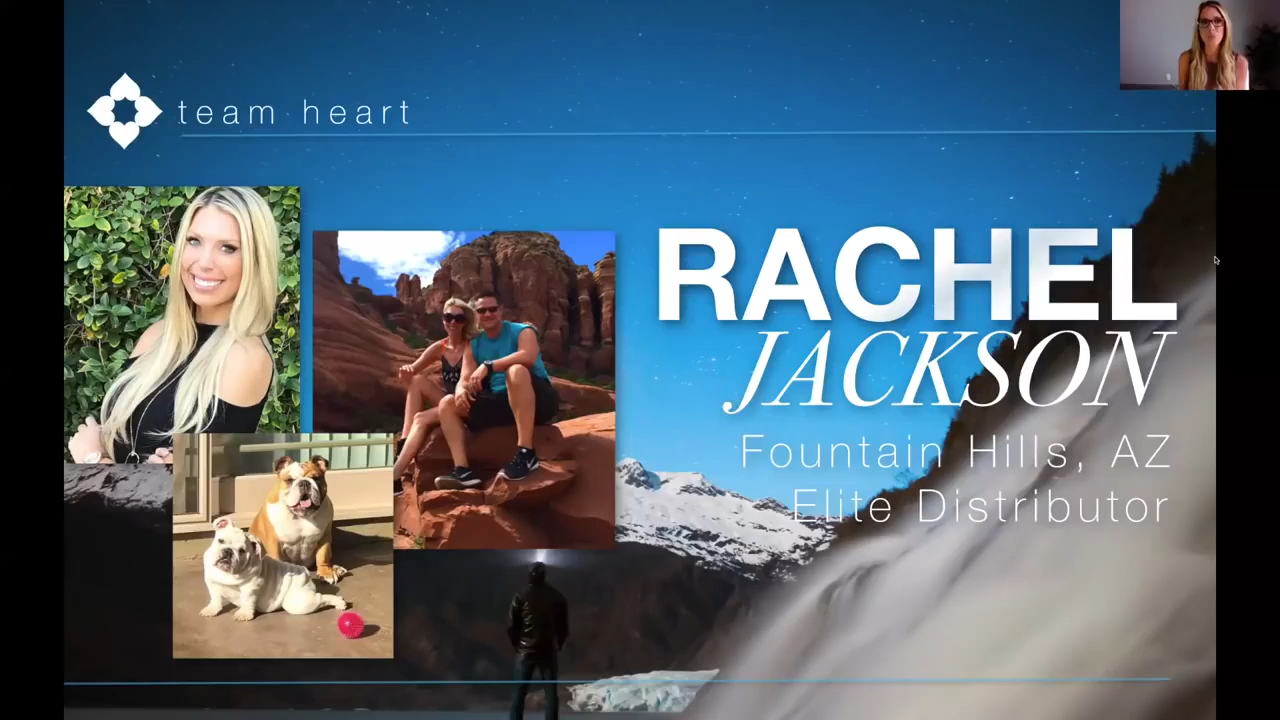 team heart
RACHEL
JACKSON
Fountain Hills, AZ
Elite Distributor